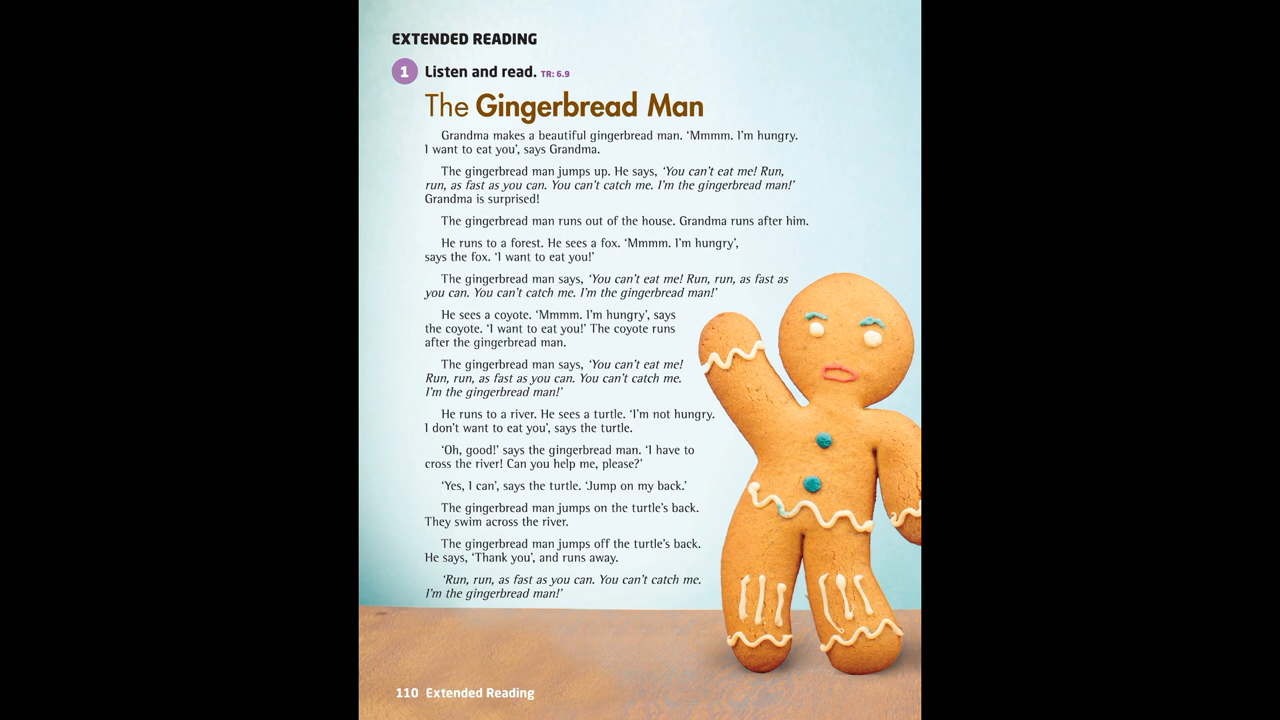 EXTENDED READING
1 Listen and read. TR: 6.9
The Gingerbread Man
Grandma makes a beautiful gingerbread man. ‘Mmmm. I’m hungry.
I want to eat you’, says Grandma.
The gingerbread man jumps up. He says, ‘You can’t eat me! Run,
run, as fast as you can. You can’t catch me. I’m the gingerbread man!’
Grandma is surprised!
The gingerbread man runs out of the house. Grandma runs after him.
He runs to a forest. He sees a fox. ‘Mmmm. I’m hungry’,
says the fox. ‘I want to eat you!’
The gingerbread man says, ‘You can’t eat me! Run, run, as fast as
you can. You can’t catch me. I’m the gingerbread man!’
He sees a coyote. ‘Mmmm. I’m hungry’, says
the coyote. ‘I want to eat you!’ The coyote runs
after the gingerbread man.
The gingerbread man says, ‘You can’t eat me!
Run, run, as fast as you can. You can’t catch me.
I’m the gingerbread man!’
He runs to a river. He sees a turtle. ‘I’m not hungry.
I don’t want to eat you’, says the turtle.
‘Oh, good!’ says the gingerbread man. ‘I have to
cross the river! Can you help me, please?’
‘Yes, I can’, says the turtle. ‘Jump on my back.’
The gingerbread man jumps on the turtle’s back.
They swim across the river.
The gingerbread man jumps off the turtle’s back.
He says, ‘Thank you’, and runs away.
‘Run, run, as fast as you can. You can’t catch me.
I’m the gingerbread man!’
110 Extended Reading